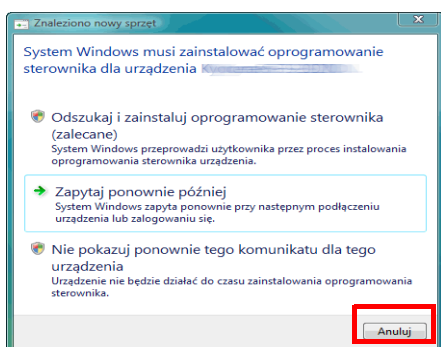 Znaleziono nowy sprzęt
System Windows musi zainstalować oprogramowanie
sterownika dla urządzenia
Odszukaj i zainstaluj oprogramowanie sterownika
(zalecane)
System Windows przeprowadzi użytkownika przez proces instalowania
oprogramowania sterownika urządzenia.
Zapytaj ponownie później
System Windows zapyta ponownie przy następnym podłączeniu
urządzenia lub zalogowaniu się.
Nie pokazuj ponownie tego komunikatu dla tego
urządzenia
Urządzenie nie będzie działać do czasu zainstalowania oprogramowania
sterownika.
Anuluj